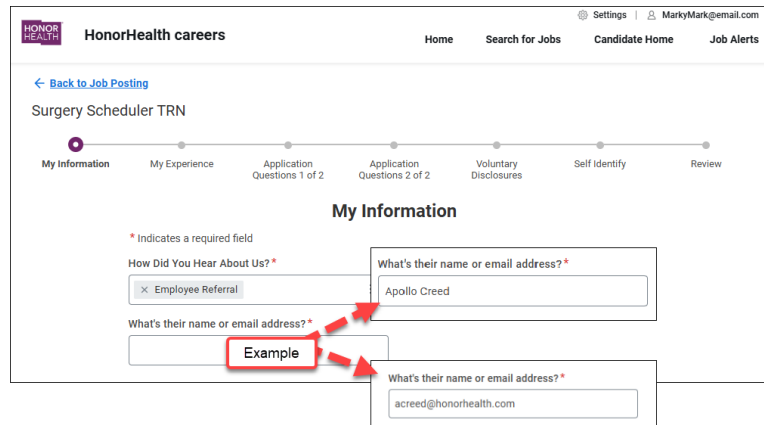 Settings | MarkyMark@email.com
HONOR
HEALTH
HonorHealth careers
Home Search for Jobs Candidate Home Job Alerts
← Back to Job Posting
Surgery Scheduler TRN
My Information
My Experience
Application
Questions 1 of 2
Application
Questions 2 of 2
Voluntary
Disclosures
Self Identify
Review
My Information
* Indicates a required field
How Did You Hear About Us?*
× Employee Referral
What's their name or email address?*
Apollo Creed
What's their name or email address?*
Example
What's their name or email address?*
acreed@honorhealth.com